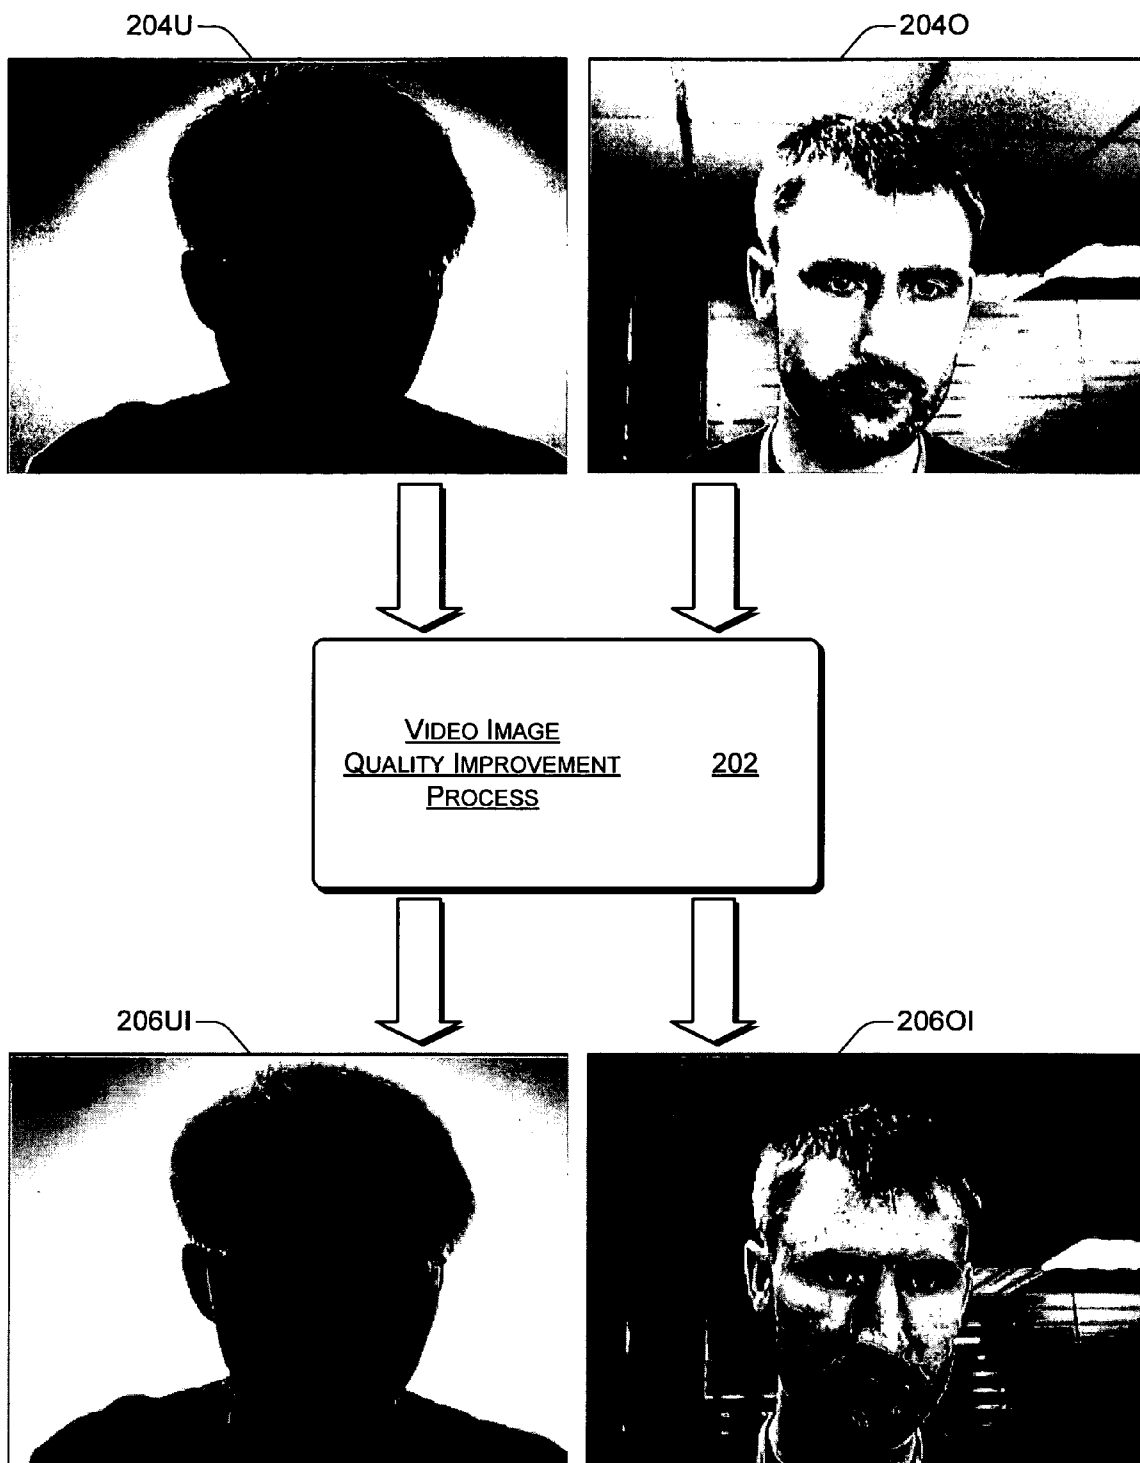 204U
204O
VIDEO IMAGE
QUALITY IMPROVEMENT
PROCESS
202
206UI
206OI